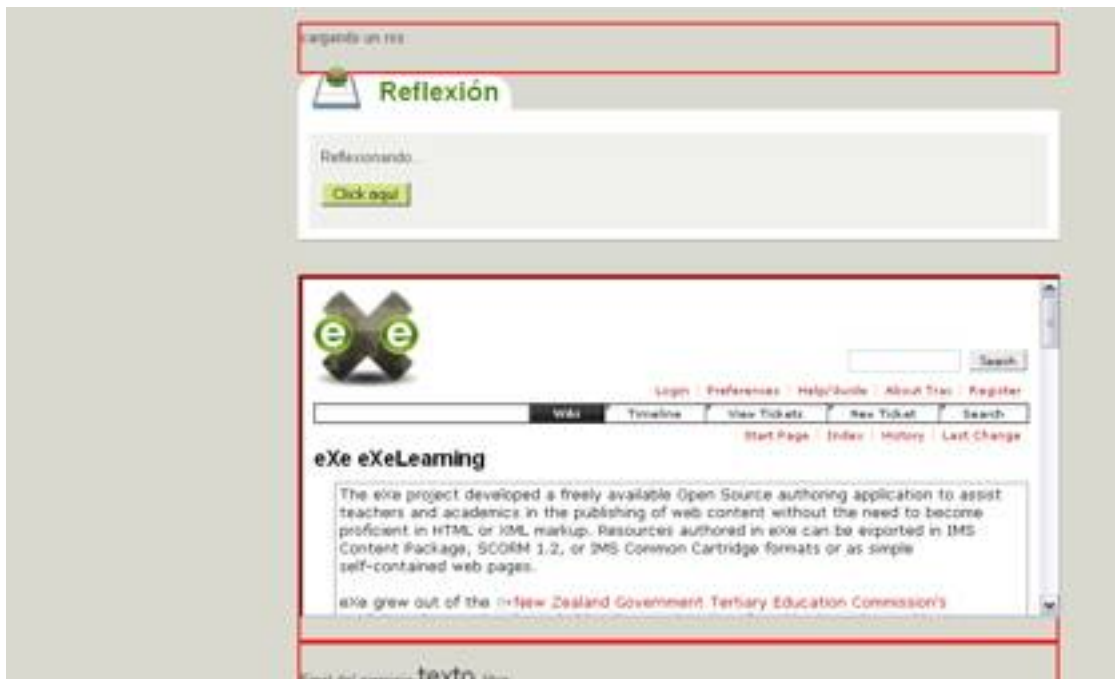 cargando un rss
Reflexión
Reflexionando...
Click aquí
e e
Search
Login Preferences Help/Guide About Trac Register
Wiki Timeline View Tickets New Ticket Search
Start Page Index History Last Change
eXe eXeLearning
The eXe project developed a freely available Open Source authoring application to assist
teachers and academics in the publishing of web content without the need to become
proficient in HTML or XML markup. Resources authored in eXe can be exported in IMS
Content Package, SCORM 1.2, or IMS Common Cartridge formats or as simple
self-contained web pages.
eXe grew out of the New Zealand Government Tertiary Education Commission's
texto